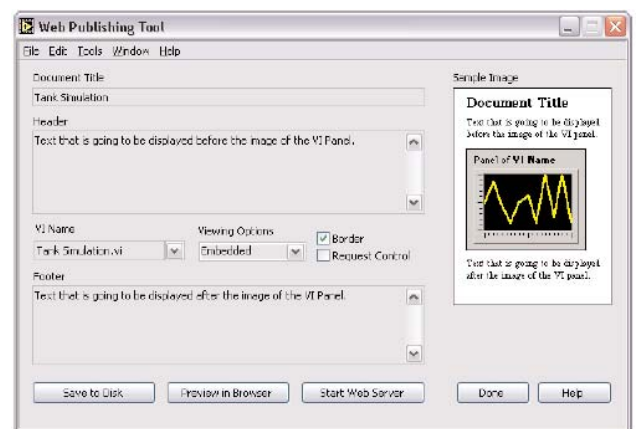 Web Publishing Tool
File Edit Tools Window Help
Document Title
Tank Simulation
Header
Text that is going to be displayed before the image of the VI Panel.
VI Name
Tank Simulation.vi
Viewing Options
Embedded
Border
Request Control
Footer
Text that is going to be displayed after the image of the VI Panel.
Save to Disk
Preview in Browser
Start Web Server
Sample Image
Document Title
Text that is going to be displayed
before the image of the VI panel.
Panel of VI Name
Text that is going to be displayed
after the image of the VI panel.
Done
Help